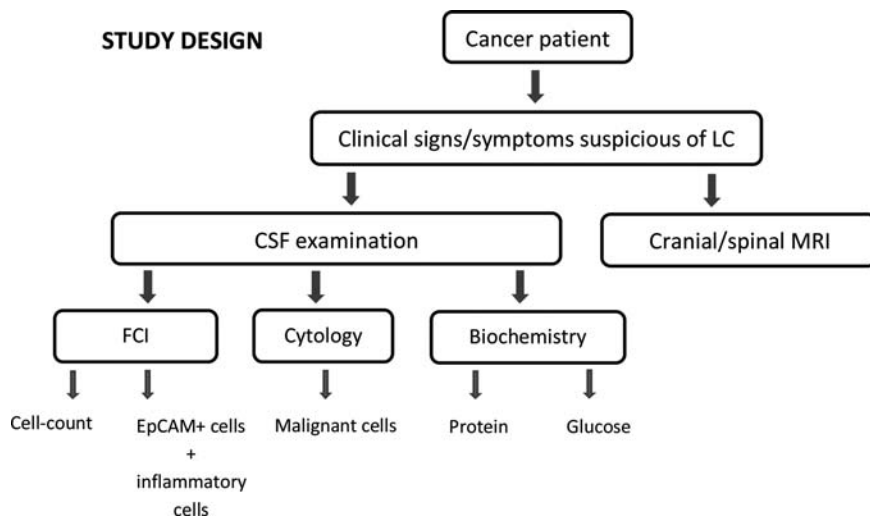 STUDY DESIGN
Cancer patient
Clinical signs/symptoms suspicious of LC
CSF examination
Cranial/spinal MRI
FCI
Cytology
Biochemistry
Cell-count
EpCAM+ cells
+
inflammatory
cells
Malignant cells
Protein
Glucose